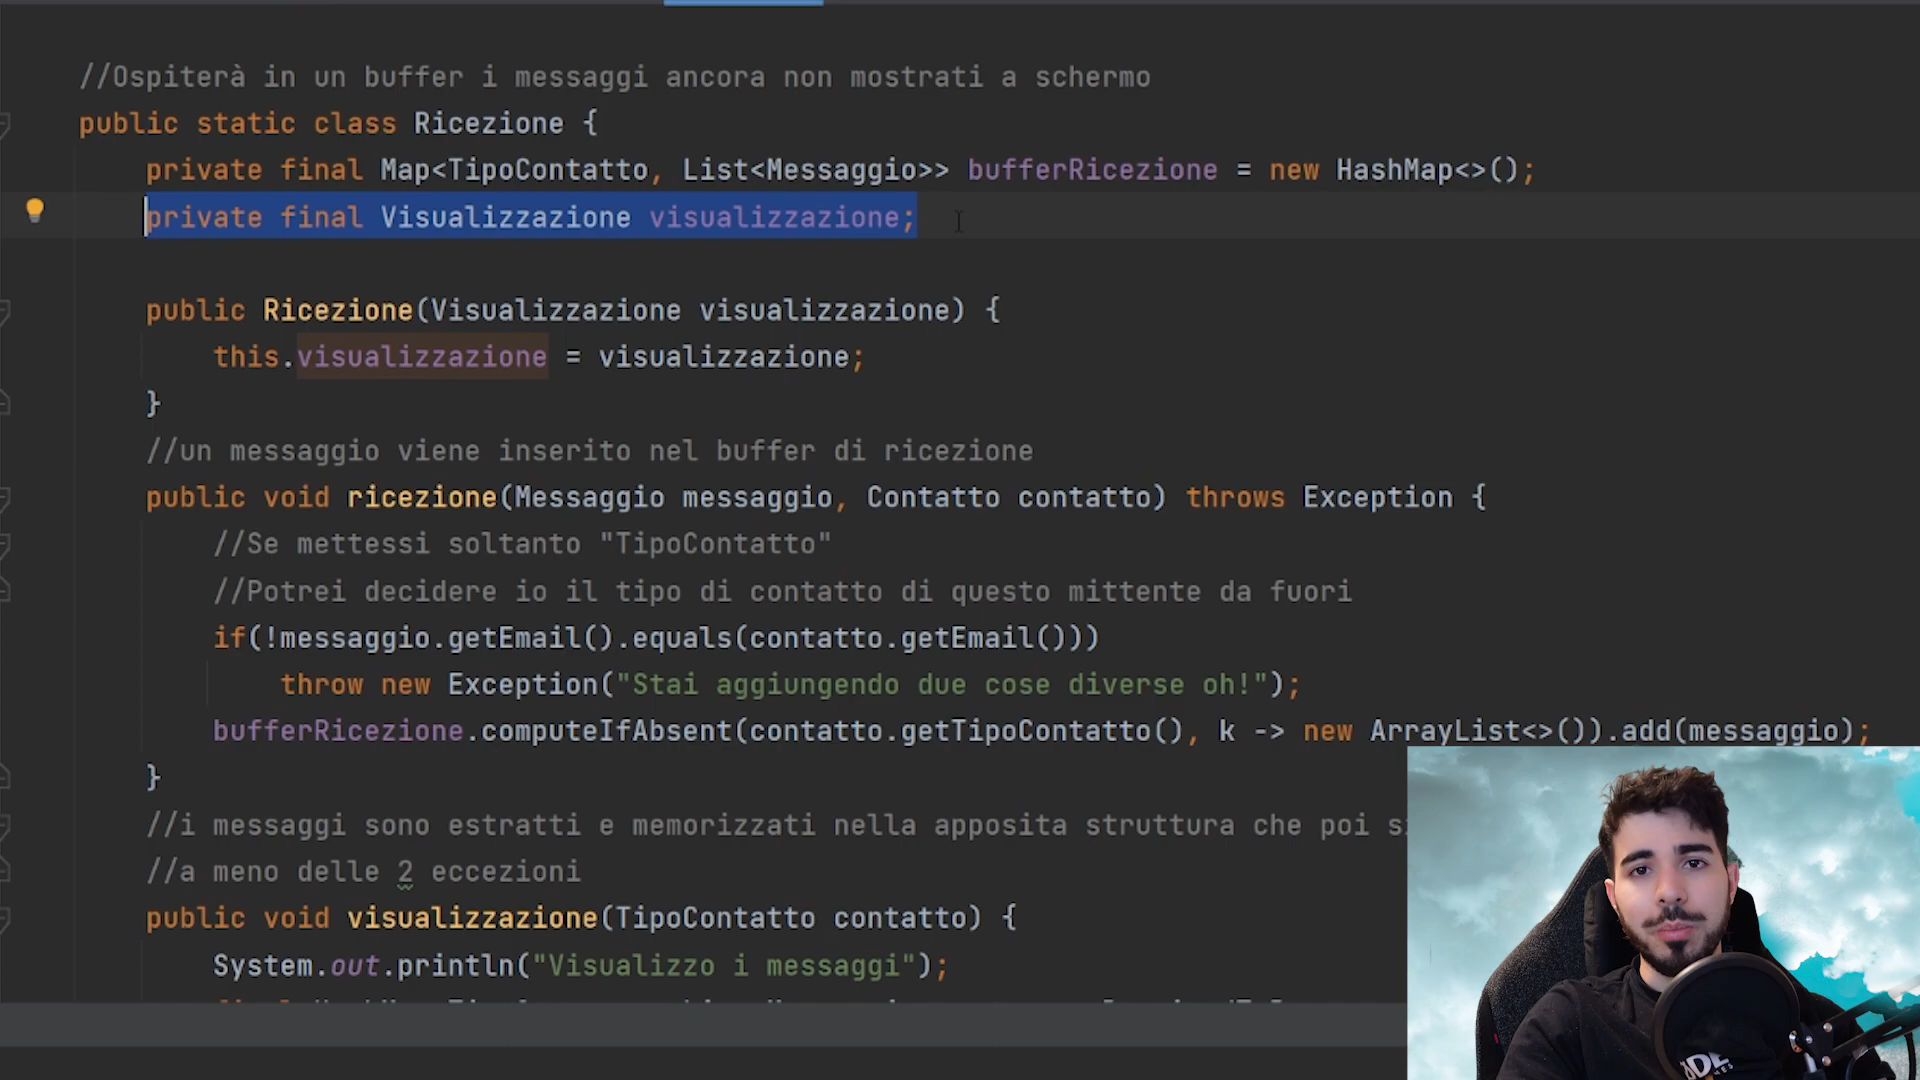 //Ospiterà in un buffer i messaggi ancora non mostrati a schermo
public static class Ricezione {
private final Map<TipoContatto, List<Messaggio>> bufferRicezione = new HashMap<>();
private final Visualizzazione visualizzazione;
public Ricezione(Visualizzazione visualizzazione) {
this.visualizzazione = visualizzazione;
}
//un messaggio viene inserito nel buffer di ricezione
public void ricezione(Messaggio messaggio, Contatto contatto) throws Exception {
//Se mettessi soltanto "TipoContatto"
//Potrei decidere io il tipo di contatto di questo mittente da fuori
if(!messaggio.getEmail().equals(contatto.getEmail()))
throw new Exception("Stai aggiungendo due cose diverse oh!");
bufferRicezione.computeIfAbsent(contatto.getTipoContatto(), k -> new ArrayList<>()).add(messaggio);
}
//i messaggi sono estratti e memorizzati nella apposita struttura che poi
//a meno delle 2 eccezioni
public void visualizzazione(TipoContatto contatto) {
System.out.println("Visualizzo i messaggi");